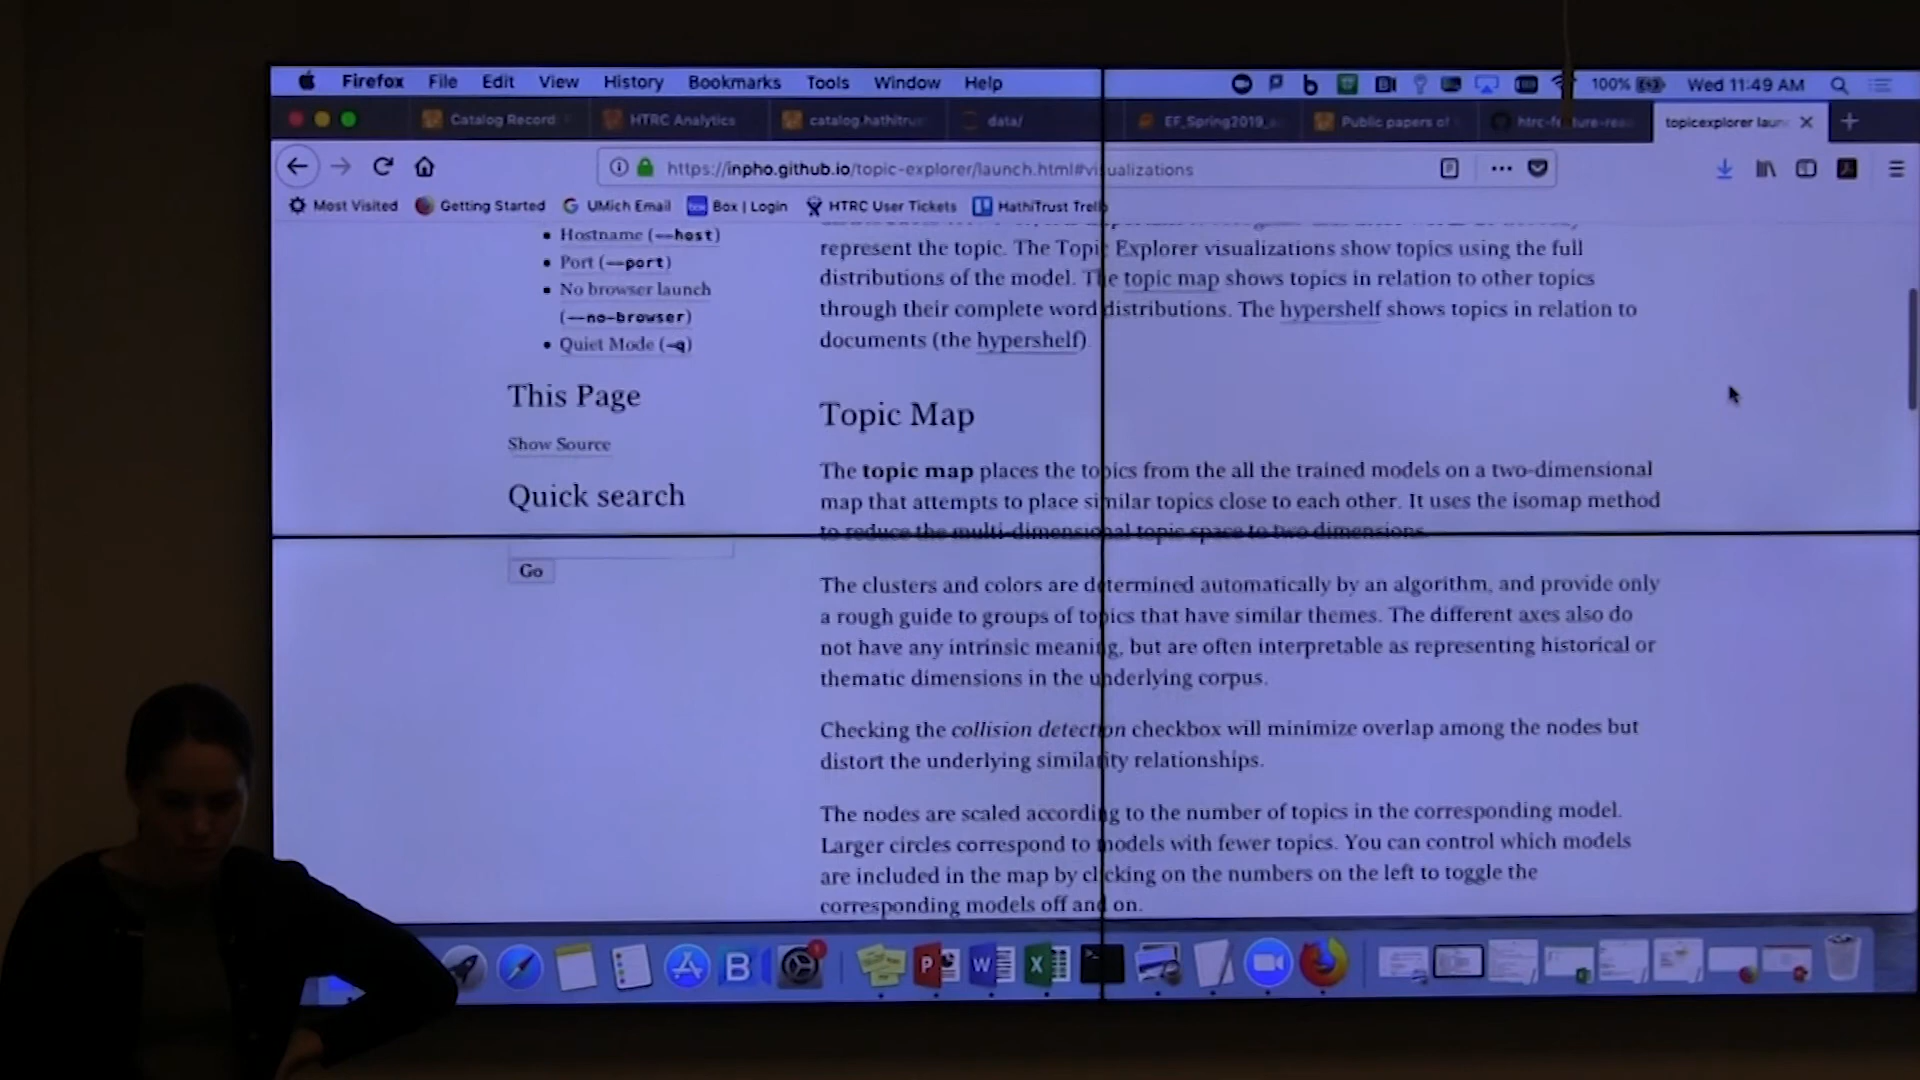 Firefox File Edit View History Bookmarks Tools Window Help 100% Wed 11:49 AM
Catalog Record HTRC Analytics catalog.hathitrus data/ EF_Spring2019_ Public papers of topicexplorer laun
https://inpho.github.io/topic-explorer/launch.html#visualizations
Most Visited Getting Started UMich Email Box | Login HTRC User Tickets HathiTrust Trell
Hostname (--host)
Port (--port)
No browser launch
(--no-browser)
Quiet Mode (-q)
This Page
Show Source
Quick search
Go
represent the topic. The Topic Explorer visualizations show topics using the full
distributions of the model. The topic map shows topics in relation to other topics
through their complete word distributions. The hypershelf shows topics in relation to
documents (the hypershelf)
Topic Map
The topic map places the topics from the all the trained models on a two-dimensional
map that attempts to place similar topics close to each other. It uses the isomap method
to reduce the multi-dimensional topic space to two dimensions.
The clusters and colors are determined automatically by an algorithm, and provide only
a rough guide to groups of topics that have similar themes. The different axes also do
not have any intrinsic meaning, but are often interpretable as representing historical or
thematic dimensions in the underlying corpus.
Checking the collision detection checkbox will minimize overlap among the nodes but
distort the underlying similarity relationships.
The nodes are scaled according to the number of topics in the corresponding model.
Larger circles correspond to models with fewer topics. You can control which models
are included in the map by clicking on the numbers on the left to toggle the
corresponding models off and on.